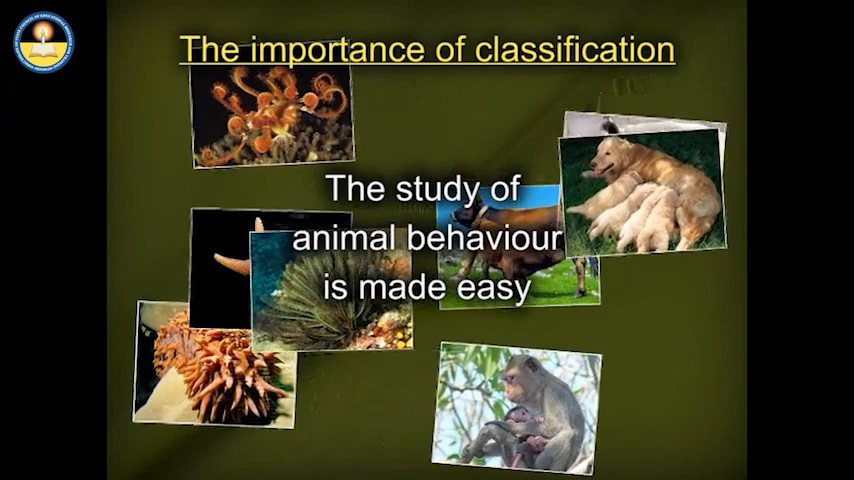 The importance of classification
The study of
animal behaviour
is made easy